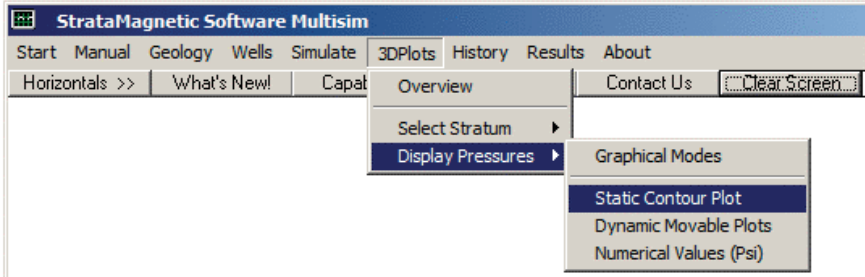 StrataMagnetic Software Multisim
Start Manual Geology Wells Simulate 3DPlots History Results About
Horizontals >> What's New! Contact Us Clear Screen
Overview
Select Stratum
Display Pressures
Graphical Modes
Static Contour Plot
Dynamic Movable Plots
Numerical Values (Psi)